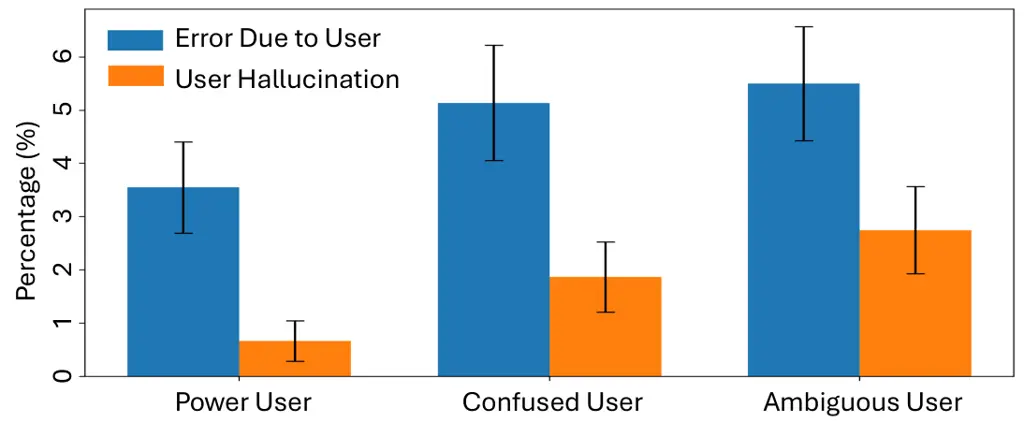 Error Due to User
User Hallucination
Percentage (%)
6
5
4
3
2
1
0
Power User
Confused User
Ambiguous User